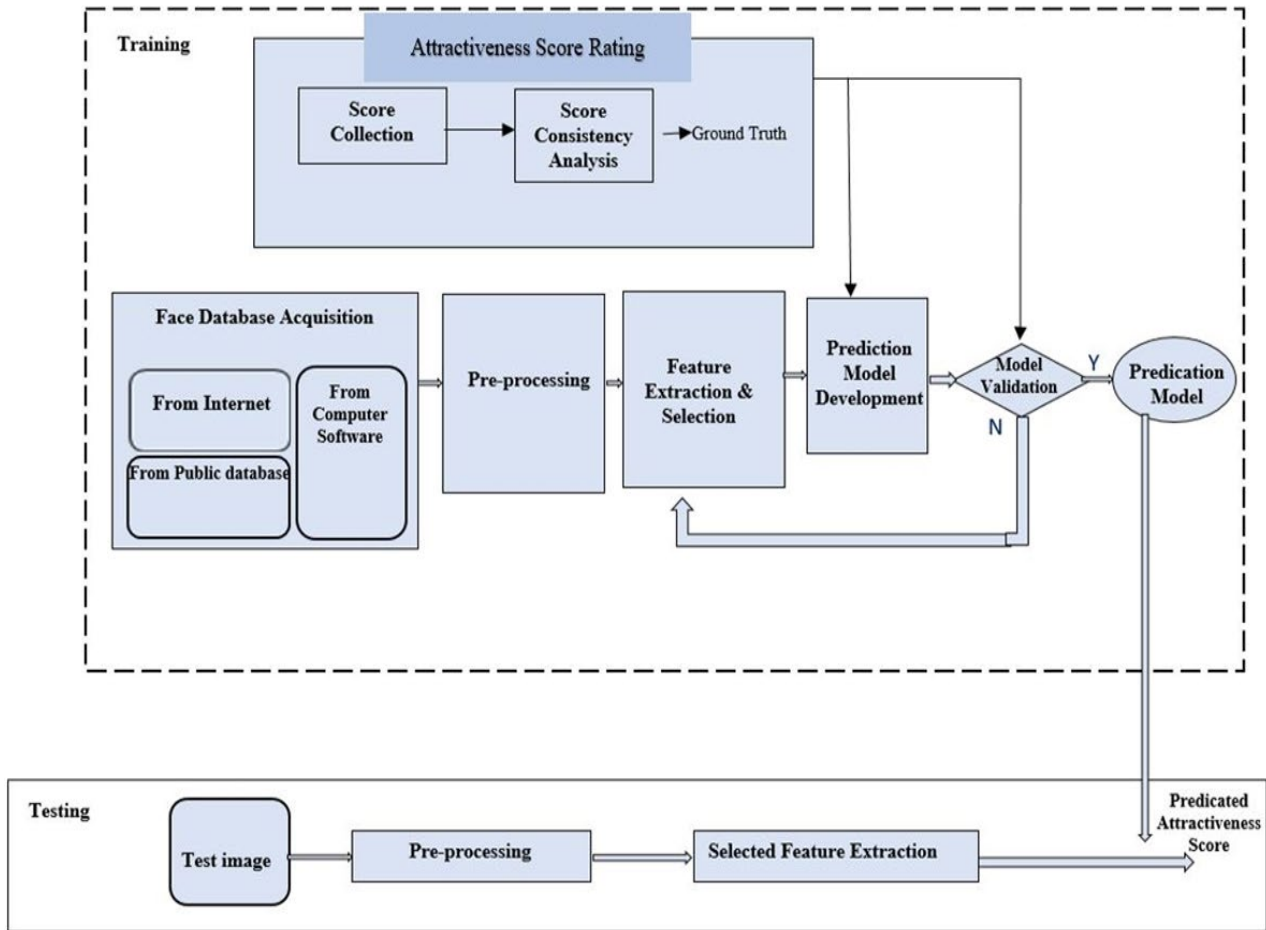 Training
Attractiveness Score Rating
Score
Collection
Score
Consistency
Analysis
Ground Truth
Face Database Acquisition
From Internet
From Public database
From
Computer
Software
Pre-processing
Feature
Extraction &
Selection
Prediction
Model
Development
Model
Validation
Y
N
Predication
Model
Testing
Test image
Pre-processing
Selected Feature Extraction
Predicated
Attractiveness
Score